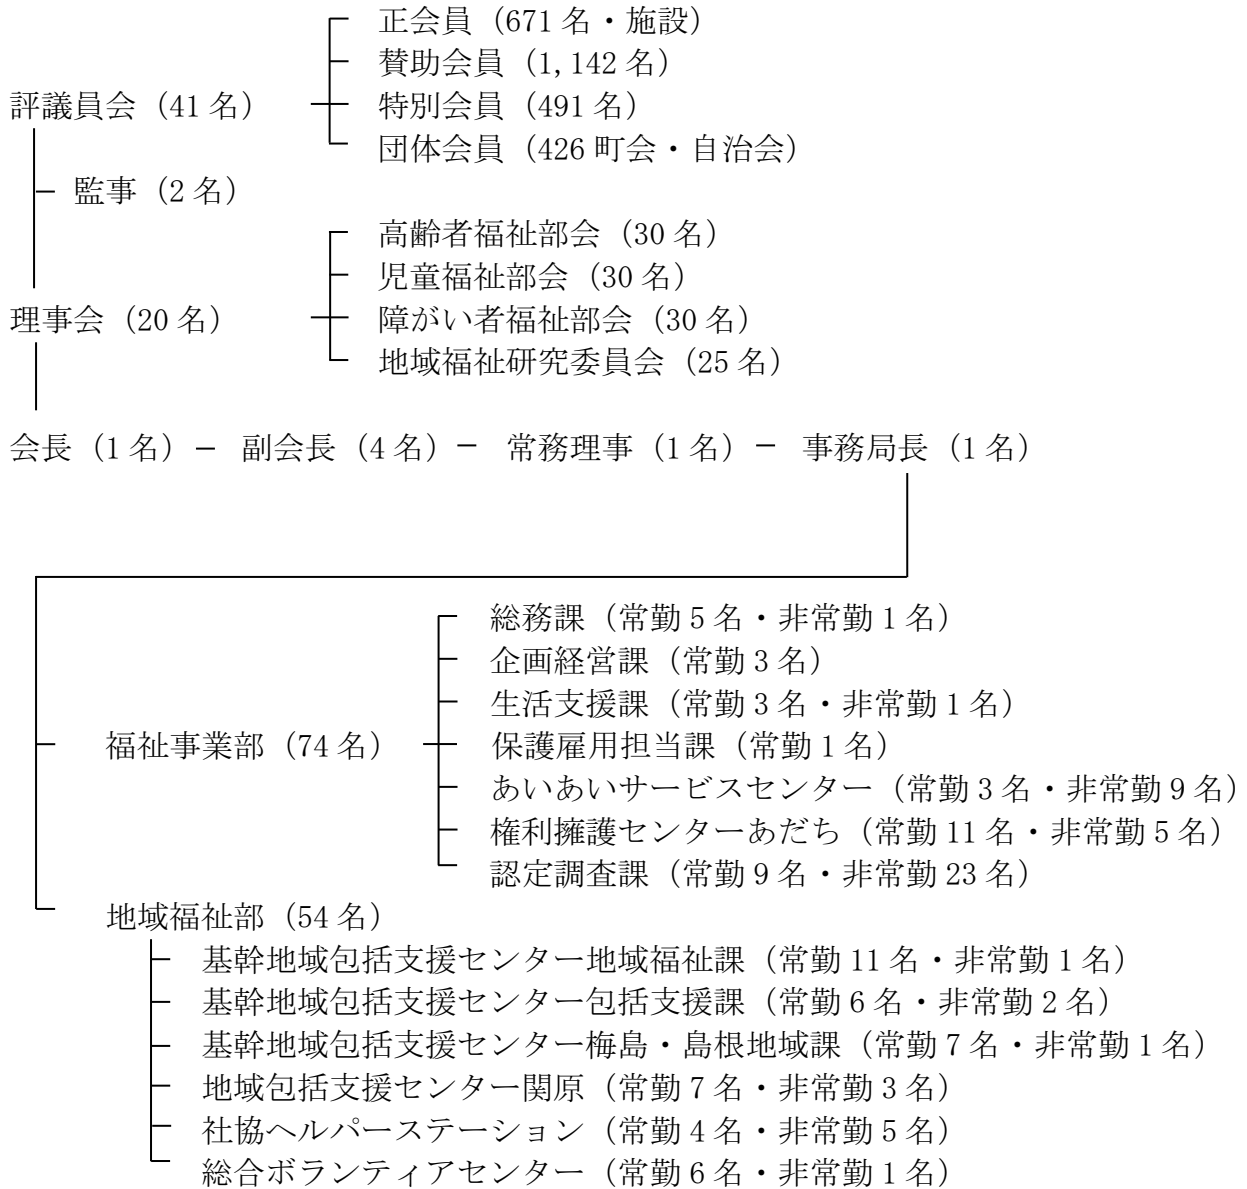 正会員（671名・施設）
賛助会員（1,142名）
評議員会（41名）　特別会員（491名）
団体会員（426町会・自治会）
監事（2名）
高齢者福祉部会（30名）
児童福祉部会（30名）
理事会（20名）　障がい者福祉部会（30名）
地域福祉研究委員会（25名）
会長（1名）－ 副会長（4名）－ 常務理事（1名）－ 事務局長（1名）
総務課（常勤5名・非常勤1名）
企画経営課（常勤3名）
生活支援課（常勤3名・非常勤1名）
福祉事業部（74名）　保護雇用担当課（常勤1名）
あいあいサービスセンター（常勤3名・非常勤9名）
権利擁護センターあだち（常勤11名・非常勤5名）
認定調査課（常勤9名・非常勤23名）
地域福祉部（54名）
基幹地域包括支援センター地域福祉課（常勤11名・非常勤1名）
基幹地域包括支援センター包括支援課（常勤6名・非常勤2名）
基幹地域包括支援センター梅島・島根地域課（常勤7名・非常勤1名）
地域包括支援センター関原（常勤7名・非常勤3名）
社協ヘルパーステーション（常勤4名・非常勤5名）
総合ボランティアセンター（常勤6名・非常勤1名）